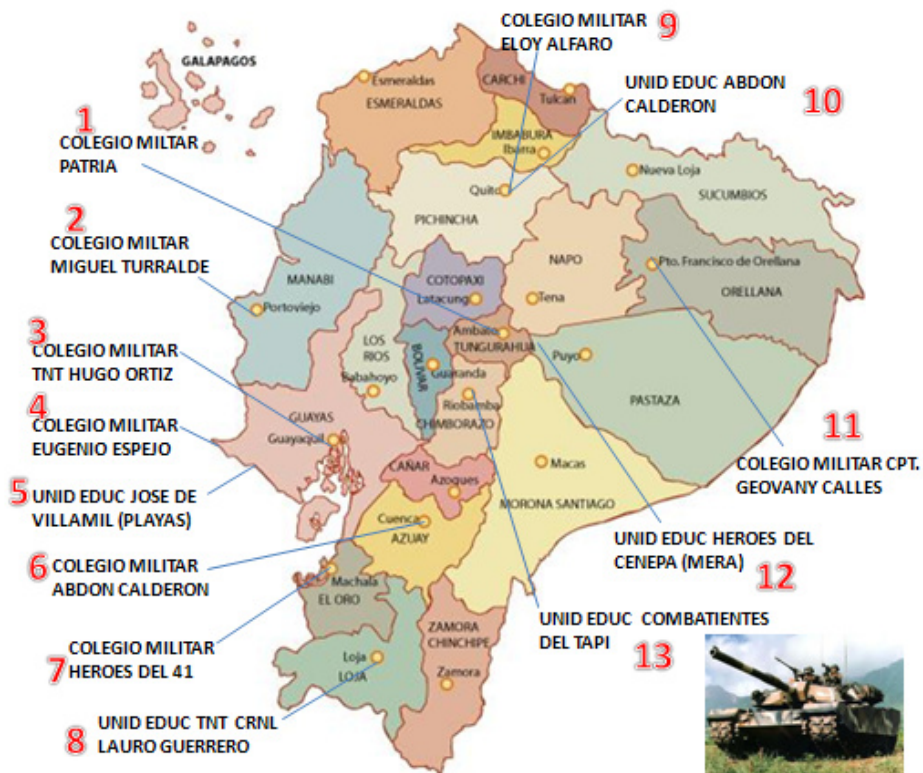 9
COLEGIO MILITAR
ELOY ALFARO
GALAPAGOS
Esmeraldas
ESMERALDAS
CARCHI
Tulcan
UNID EDUC ABDON
CALDERON
10
1
COLEGIO MILTAR
PATRIA
IMBABURA
Ibarra
Nueva Loja
SUCUMBIOS
Quito
PICHINCHA
2
COLEGIO MILTAR
MIGUEL TURRALDE
MANABI
Portoviejo
COTOPAXI
Latacung
NAPO
Tena
Pto. Francisco de Orellana
ORELLANA
3
COLEGIO MILITAR
TNT HUGO ORTIZ
LOS
RIOS
Babahoyo
BOLIVAR
Guaranda
Ambato
TUNGURAHUA
Puyo
PASTAZA
4
COLEGIO MILITAR
EUGENIO ESPEJO
GUAYAS
Guayaquil
Riobamba
CHIMBORAZO
11
COLEGIO MILITAR CPT.
GEOVANY CALLES
5
UNID EDUC JOSE DE
VILLAMIL (PLAYAS)
CAÑAR
Azogues
Macas
MORONA SANTIAGO
Cuenca
AZUAY
UNID EDUC HEROES DEL
CENEPA (MERA)
12
6
COLEGIO MILITAR
ABDON CALDERON
Machala
EL ORO
UNID EDUC COMBATIENTES
DEL TAPI
13
7
COLEGIO MILITAR
HEROES DEL 41
ZAMORA
CHINCHIPE
Loja
LOJA
Zamora
8
UNID EDUC TNT CRNL
LAURO GUERRERO